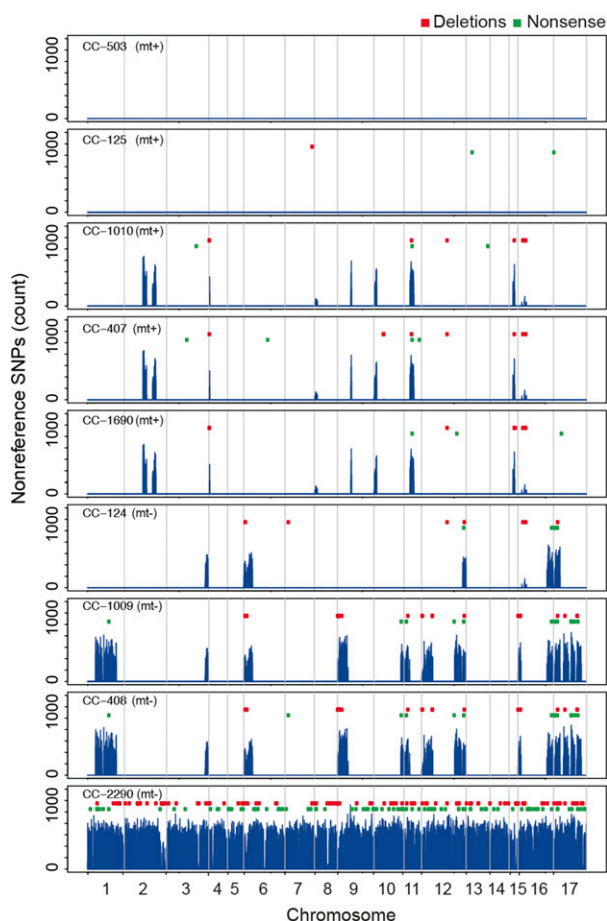 Deletions Nonsense
Nonreference SNPs (count)
CC-503 (mt+)
1000
0
CC-125 (mt+)
1000
0
CC-1010 (mt+)
1000
0
CC-407 (mt+)
1000
0
CC-1690 (mt+)
1000
0
CC-124 (mt-)
1000
0
CC-1009 (mt-)
1000
0
CC-408 (mt-)
1000
0
CC-2290 (mt-)
1000
0
1 2 3 4 5 6 7 8 9 10 11 12 13 14 15 16 17
Chromosome